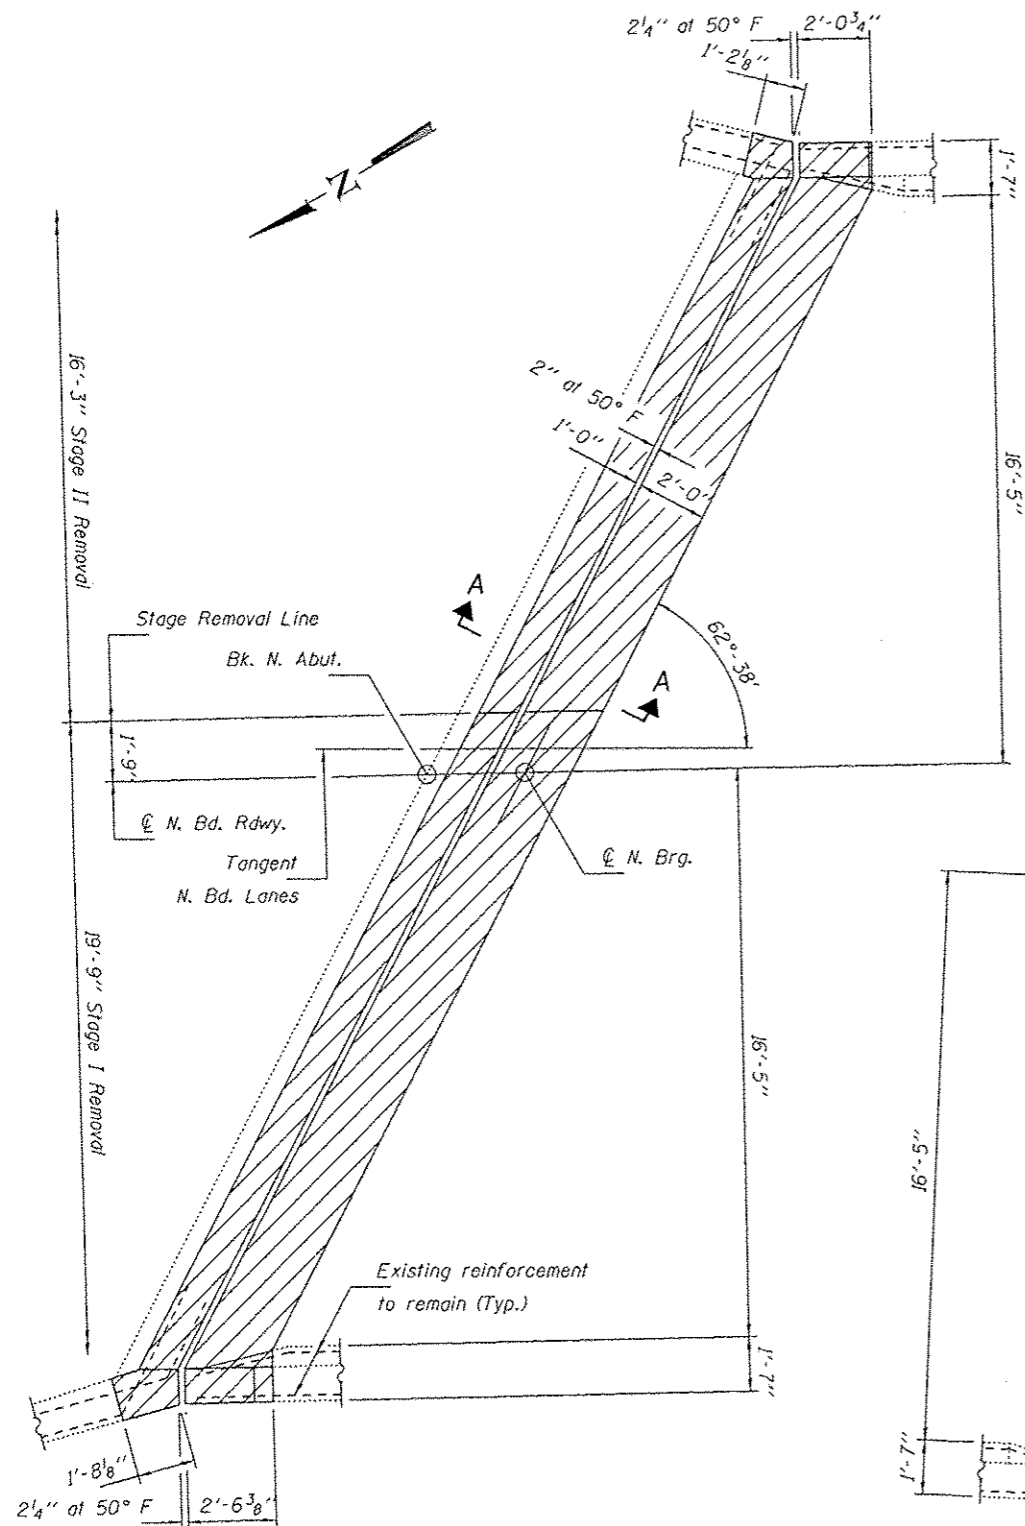 2¼" at 50° F
2'-0¾"
1'-2⅛"
N
1'-7"
16'-3" Stage II Removal
2" at 50° F
1'-0"
2'-0"
16'-5"
A
Stage Removal Line
Bk. N. Abut.
62°-38'
A
1'-9"
℄ N. Bd. Rdwy.
Tangent
N. Bd. Lanes
℄ N. Brg.
19'-9" Stage I Removal
16'-5"
16'-5"
Existing reinforcement
to remain (Typ.)
1'-7"
1'-7"
1'-8⅛"
2¼" at 50° F
2'-6⅜"